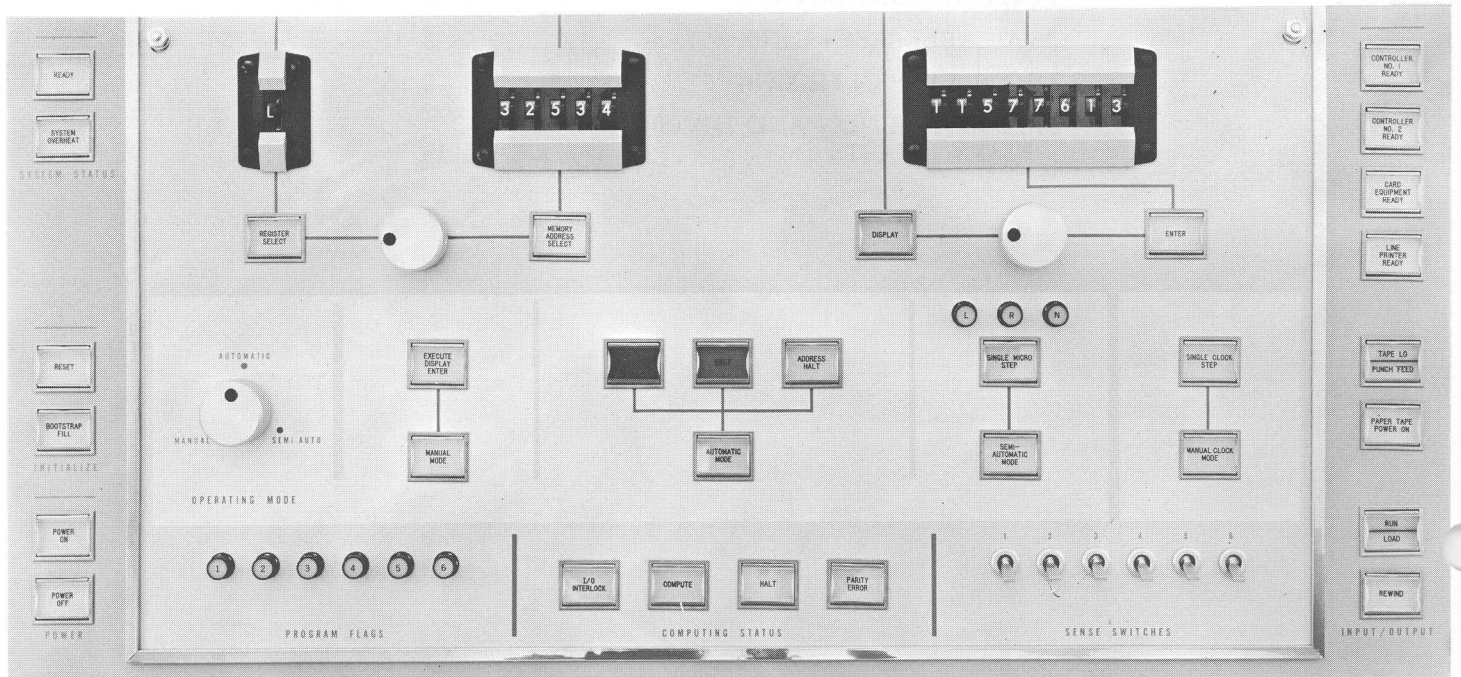 READY
SYSTEM
OVERHEAT
SYSTEM STATUS
RESET
BOOTSTRAP
FILL
INITIALIZE
POWER
ON
POWER
OFF
POWER
L
3 2 5 3 4
1 1 5 7 7 6 1 3
REGISTER
SELECT
MEMORY
ADDRESS
SELECT
DISPLAY
ENTER
AUTOMATIC
MANUAL
SEMI AUTO
OPERATING MODE
EXECUTE
DISPLAY
ENTER
MANUAL
MODE
HALT
ADDRESS
HALT
AUTOMATIC
MODE
L R N
SINGLE MICRO
STEP
SEMI-
AUTOMATIC
MODE
SINGLE CLOCK
STEP
MANUAL CLOCK
MODE
1 2 3 4 5 6
PROGRAM FLAGS
I/O
INTERLOCK
COMPUTE
HALT
PARITY
ERROR
COMPUTING STATUS
1 2 3 4 5 6
SENSE SWITCHES
CONTROLLER
NO. 1
READY
CONTROLLER
NO. 2
READY
CARD
EQUIPMENT
READY
LINE
PRINTER
READY
TAPE LO
PUNCH FEED
PAPER TAPE
POWER ON
RUN
LOAD
REWIND
INPUT/OUTPUT